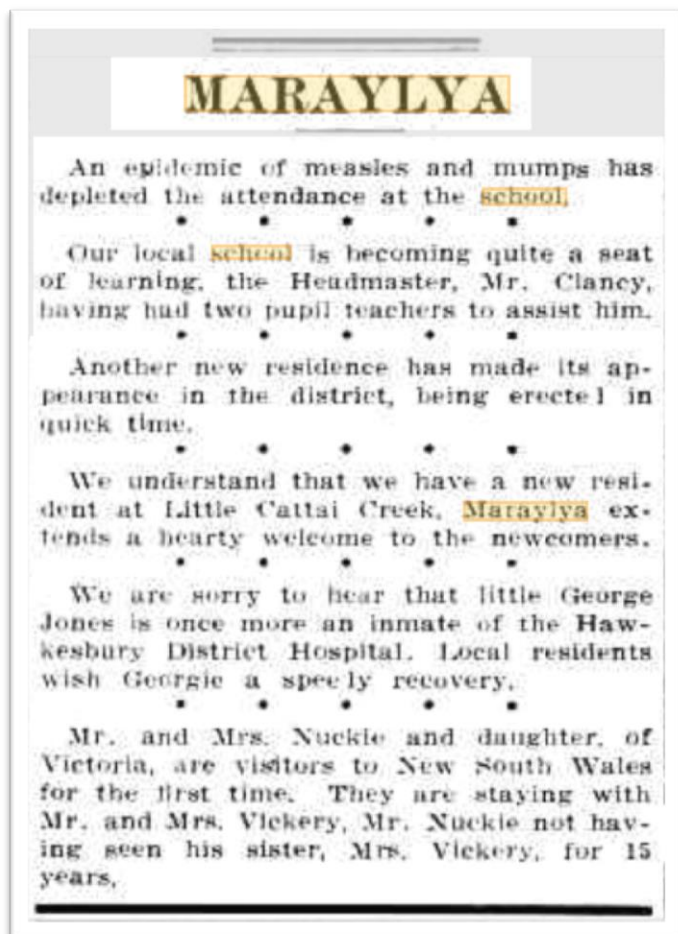 MARAYLYA
An epidemic of measles and mumps has
depleted the attendance at the school.
Our local school is becoming quite a seat
of learning, the Headmaster, Mr. Clancy,
having had two pupil teachers to assist him.
Another new residence has made its ap-
pearance in the district, being erected in
quick time.
We understand that we have a new resi-
dent at Little Cattai Creek, Maraylya ex-
tends a hearty welcome to the newcomers.
We are sorry to hear that little George
Jones is once more an inmate of the Haw-
kesbury District Hospital. Local residents
wish Georgie a speedy recovery.
Mr. and Mrs. Nuckie and daughter, of
Victoria, are visitors to New South Wales
for the first time. They are staying with
Mr. and Mrs. Vickery, Mr. Nuckie not hav-
ing seen his sister, Mrs. Vickery, for 15
years.